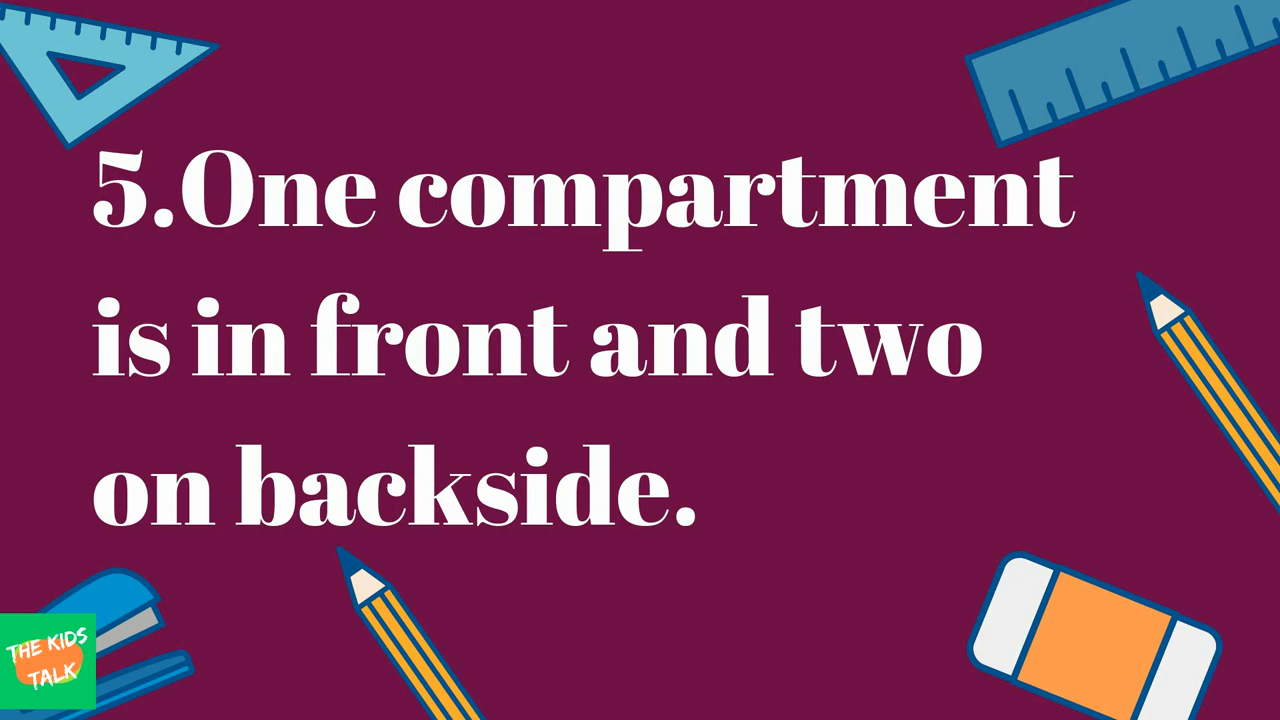 5.One compartment
is in front and two
on backside.
THE KIDS
TALK